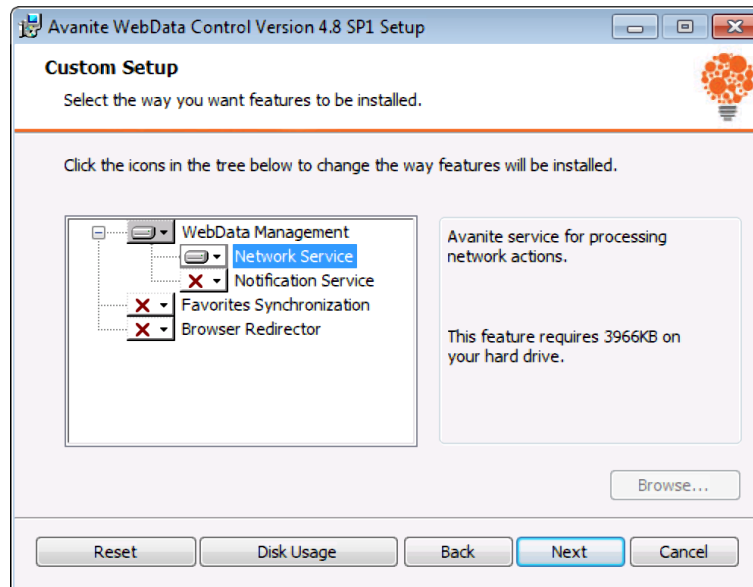 Avanite WebData Control Version 4.8 SP1 Setup
Custom Setup
Select the way you want features to be installed.
Click the icons in the tree below to change the way features will be installed.
WebData Management
Network Service
Notification Service
Favorites Synchronization
Browser Redirector
Avanite service for processing
network actions.
This feature requires 3966KB on
your hard drive.
Browse...
Reset
Disk Usage
Back
Next
Cancel